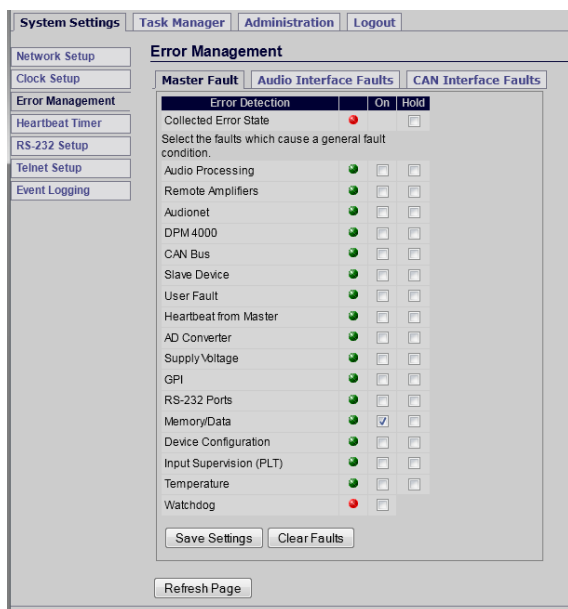 System Settings Task Manager Administration Logout
Network Setup
Clock Setup
Error Management
Heartbeat Timer
RS-232 Setup
Telnet Setup
Event Logging
Error Management
Master Fault Audio Interface Faults CAN Interface Faults
Error Detection On Hold
Collected Error State
Select the faults which cause a general fault
condition.
Audio Processing
Remote Amplifiers
Audionet
DPM 4000
CAN Bus
Slave Device
User Fault
Heartbeat from Master
AD Converter
Supply Voltage
GPI
RS-232 Ports
Memory/Data
Device Configuration
Input Supervision (PLT)
Temperature
Watchdog
Save Settings Clear Faults
Refresh Page